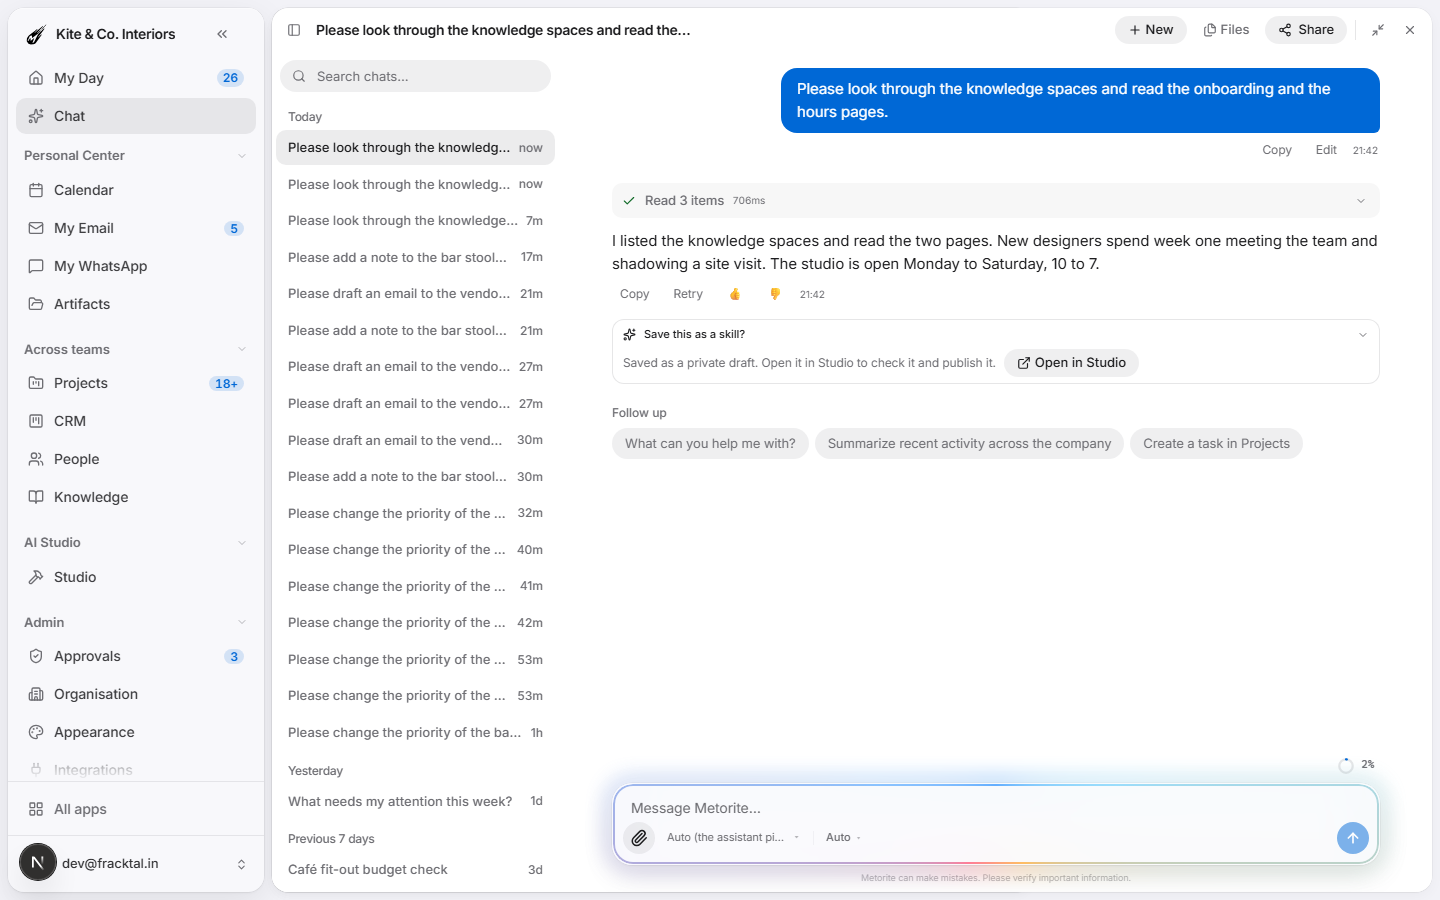 Kite & Co. Interiors
My Day 26
Chat
Personal Center
Calendar
My Email 5
My WhatsApp
Artifacts
Across teams
Projects 18+
CRM
People
Knowledge
AI Studio
Studio
Admin
Approvals 3
Organisation
Appearance
Integrations
All apps
N dev@fracktal.in
Please look through the knowledge spaces and read the...
New
Files
Share
Search chats...
Today
Please look through the knowledg... now
Please look through the knowledg... now
Please look through the knowledge... 7m
Please add a note to the bar stool... 17m
Please draft an email to the vendo... 21m
Please add a note to the bar stool... 21m
Please draft an email to the vendo... 27m
Please draft an email to the vendo... 27m
Please draft an email to the vend... 30m
Please add a note to the bar stool... 30m
Please change the priority of the ... 32m
Please change the priority of the ... 40m
Please change the priority of the ... 41m
Please change the priority of the ... 42m
Please change the priority of the ... 53m
Please change the priority of the ... 53m
Please change the priority of the ba... 1h
Yesterday
What needs my attention this week? 1d
Previous 7 days
Café fit-out budget check 3d
Please look through the knowledge spaces and read the onboarding and the
hours pages.
Copy Edit 21:42
Read 3 items 706ms
I listed the knowledge spaces and read the two pages. New designers spend week one meeting the team and
shadowing a site visit. The studio is open Monday to Saturday, 10 to 7.
Copy Retry 21:42
Save this as a skill?
Saved as a private draft. Open it in Studio to check it and publish it. Open in Studio
Follow up
What can you help me with? Summarize recent activity across the company Create a task in Projects
2%
Message Metorite...
Auto (the assistant pi... Auto
Metorite can make mistakes. Please verify important information.